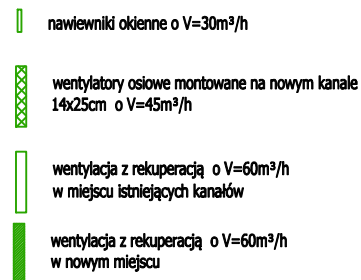 nawiewniki okienne o V=30m³/h
wentylatory osiowe montowane na nowym kanale
14x25cm o V=45m³/h
wentylacja z rekuperacją o V=60m³/h
w miejscu istniejących kanałów
wentylacja z rekuperacją o V=60m³/h
w nowym miejscu